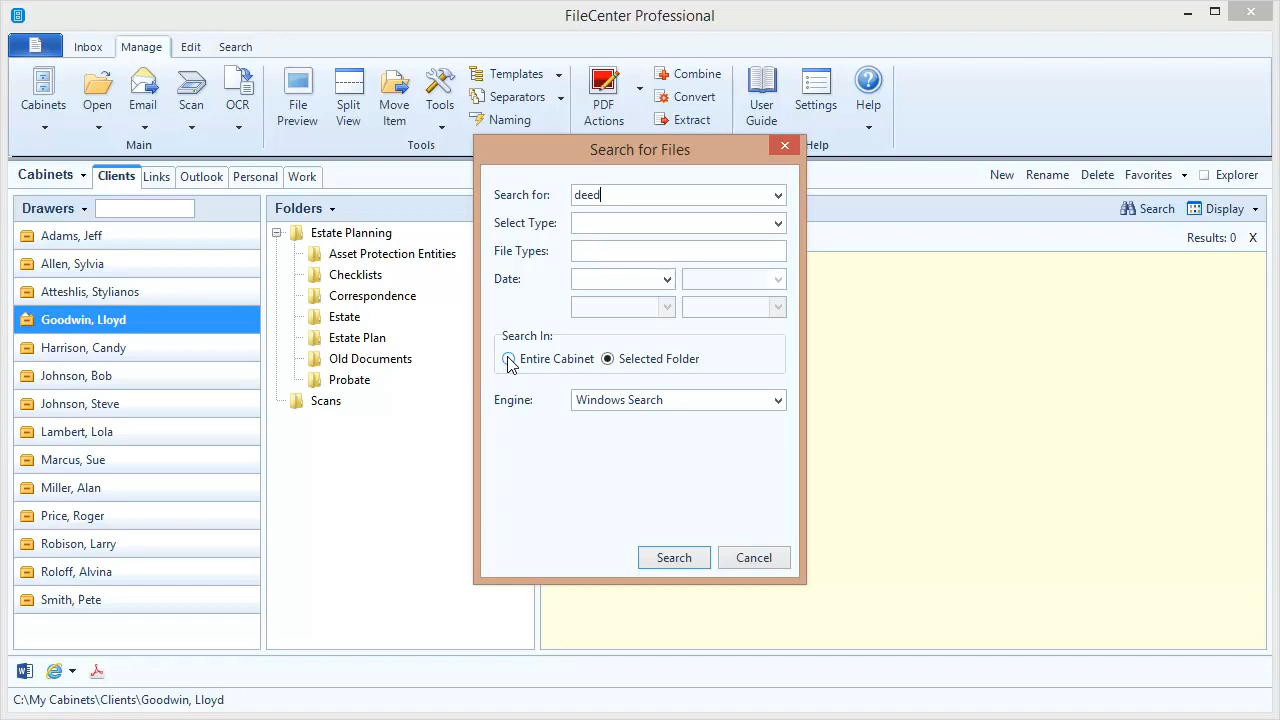 FileCenter Professional
Inbox Manage Edit Search
Cabinets Open Email Scan OCR
Main
File Preview Split View Move Item Tools
Templates
Separators
Naming
Tools
PDF Actions
Combine
Convert
Extract
User Guide Settings Help
Help
Cabinets Clients Links Outlook Personal Work
New Rename Delete Favorites Explorer
Drawers
Adams, Jeff
Allen, Sylvia
Atteshlis, Stylianos
Goodwin, Lloyd
Harrison, Candy
Johnson, Bob
Johnson, Steve
Lambert, Lola
Marcus, Sue
Miller, Alan
Price, Roger
Robison, Larry
Roloff, Alvina
Smith, Pete
Folders
Estate Planning
Asset Protection Entities
Checklists
Correspondence
Estate
Estate Plan
Old Documents
Probate
Scans
Search Display
Results: 0 X
Search for Files
Search for: deed
Select Type:
File Types:
Date:
Search In:
Entire Cabinet Selected Folder
Engine: Windows Search
Search Cancel
C:\My Cabinets\Clients\Goodwin, Lloyd